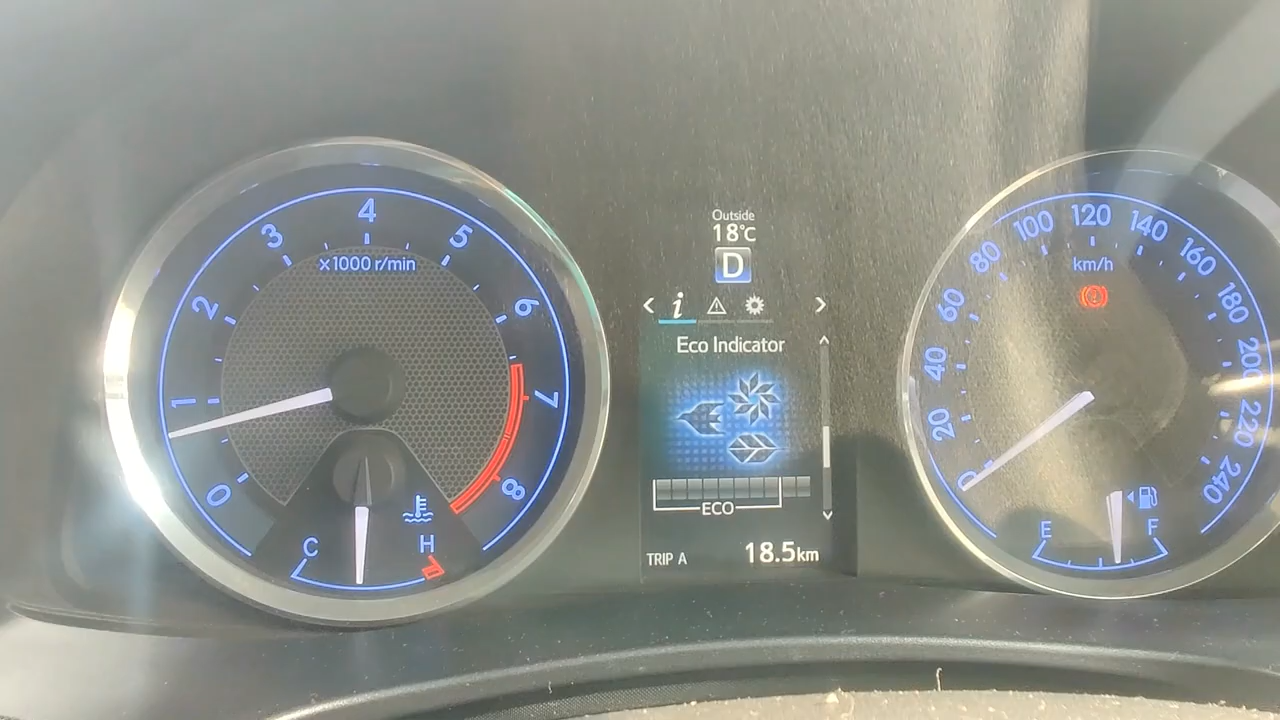 0
1
2
3
4
5
6
7
8
x1000 r/min
C
H
Outside
18°C
D
i
Eco Indicator
ECO
TRIP A 18.5km
0
20
40
60
80
100
120
140
160
180
200
220
240
km/h
E
F